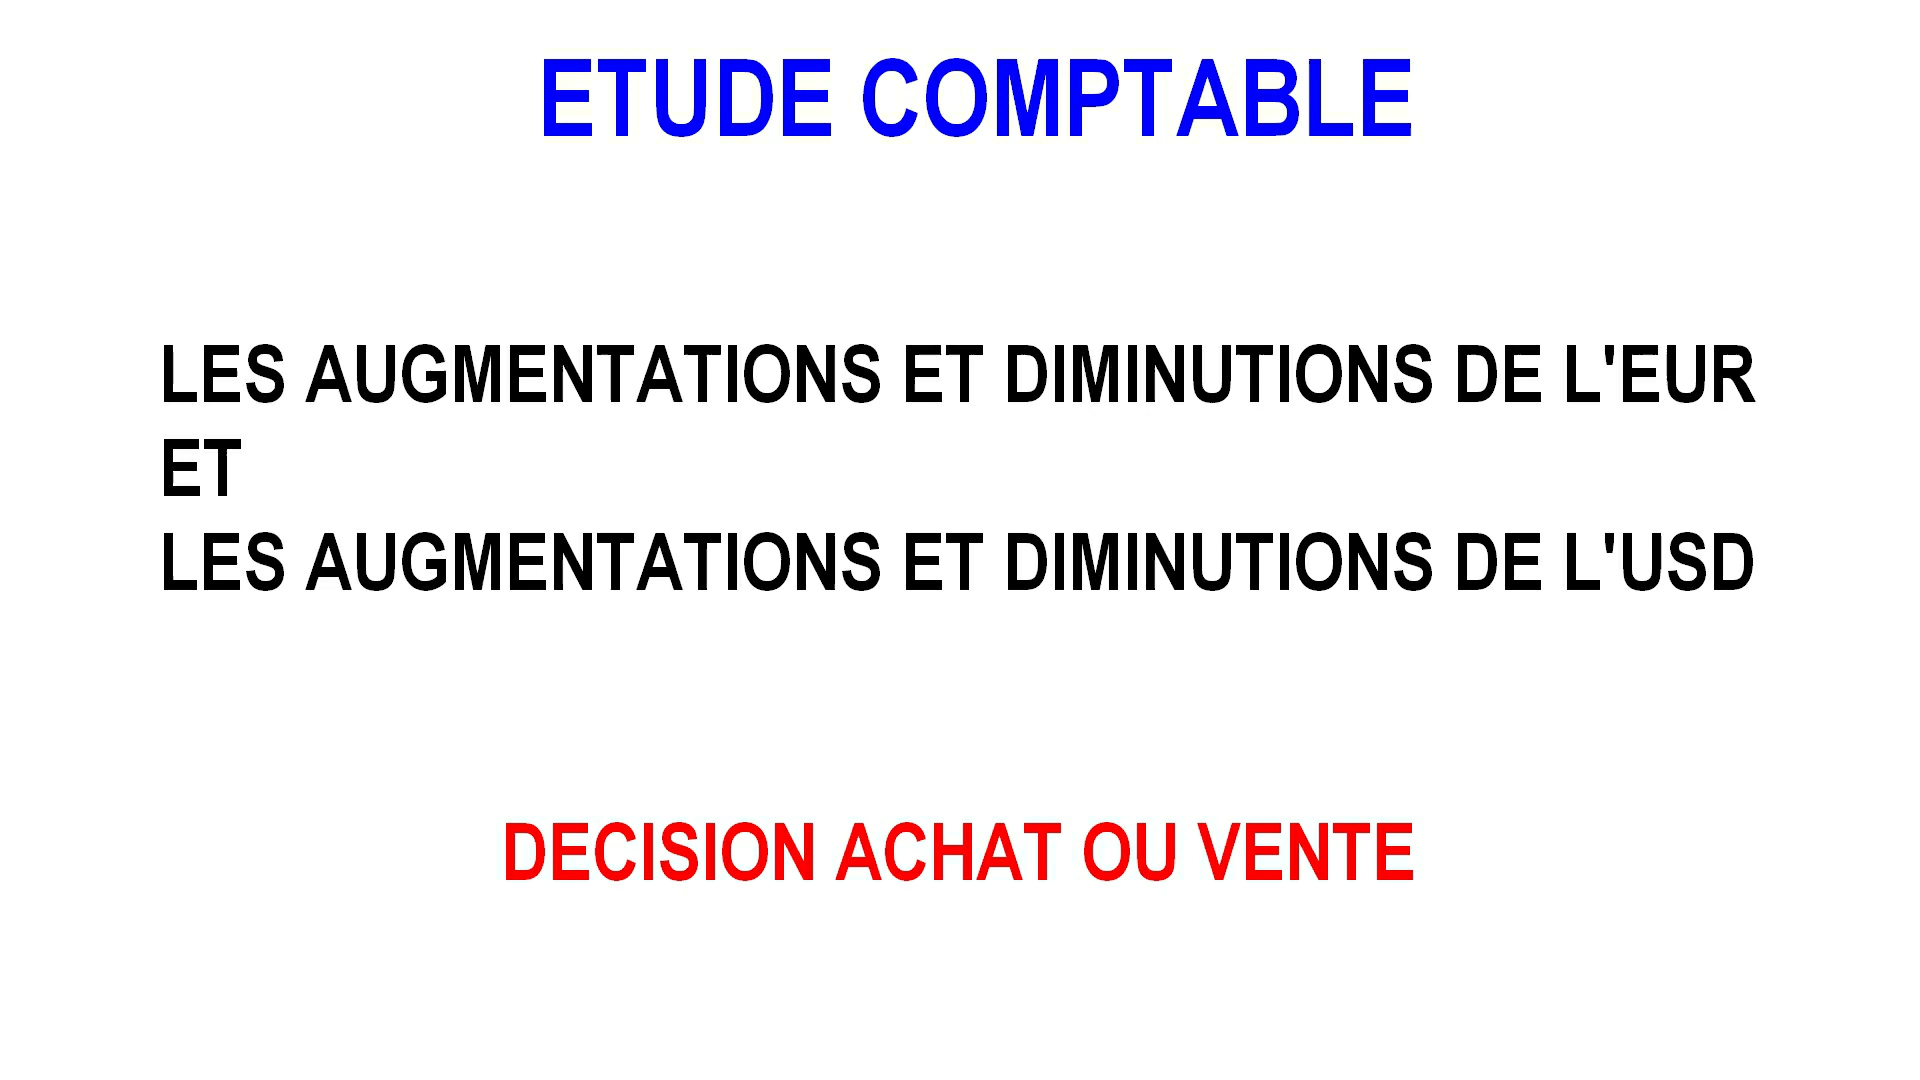 ETUDE COMPTABLE
LES AUGMENTATIONS ET DIMINUTIONS DE L'EUR
ET
LES AUGMENTATIONS ET DIMINUTIONS DE L'USD
DECISION ACHAT OU VENTE